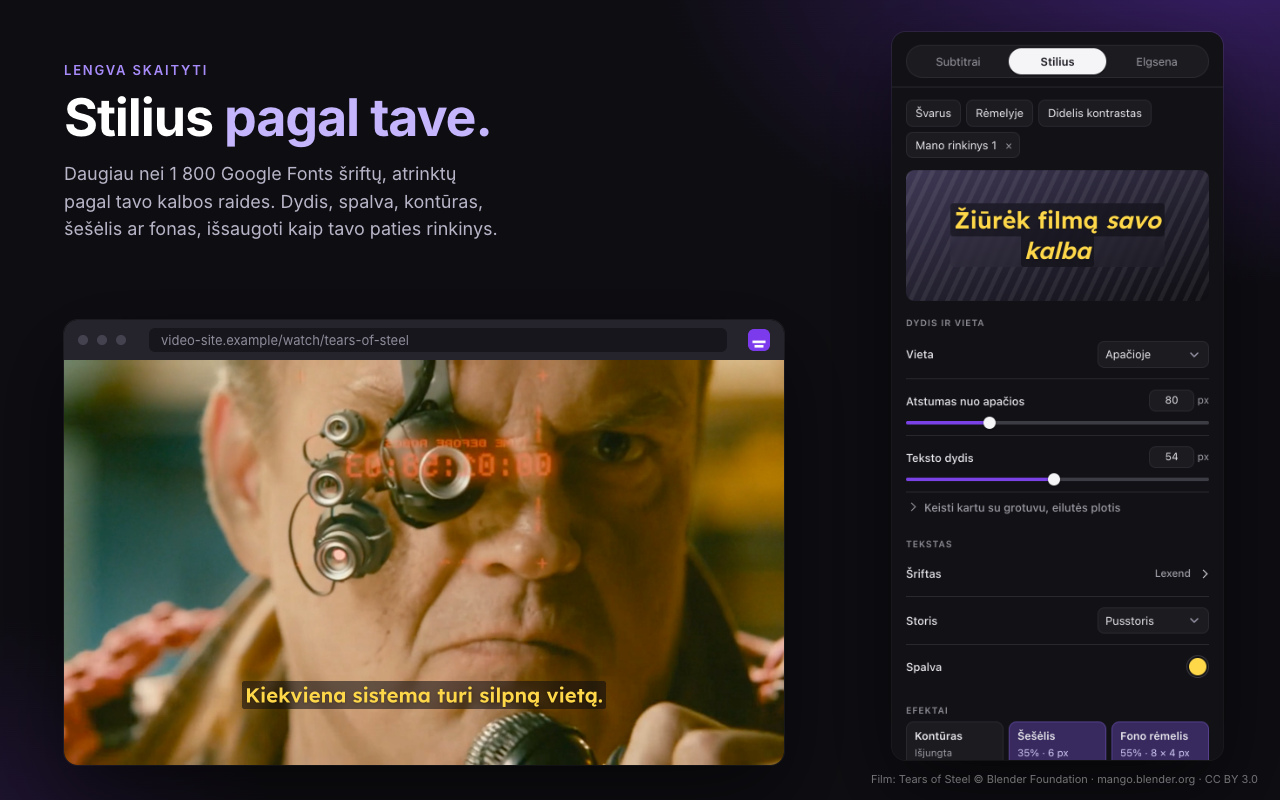 LENGVA SKAITYTI
Stilius pagal tave.
Daugiau nei 1 800 Google Fonts šriftų, atrinktų
pagal tavo kalbos raides. Dydis, spalva, kontūras,
šešėlis ar fonas, išsaugoti kaip tavo paties rinkinys.
video-site.example/watch/tears-of-steel
Kiekviena sistema turi silpną vietą.
Subtitrai Stilius Elgsena
Švarus Rėmelyje Didelis kontrastas
Mano rinkinys 1 ×
Žiūrėk filmą savo
kalba
DYDIS IR VIETA
Vieta Apačioje
Atstumas nuo apačios 80 px
Teksto dydis 54 px
Keisti kartu su grotuvu, eilutės plotis
TEKSTAS
Šriftas Lexend
Storis Pusstoris
Spalva
EFEKTAI
Kontūras Šešėlis Fono rėmelis
Išjungta 35% · 6 px 55% · 8 × 4 px
Film: Tears of Steel © Blender Foundation · mango.blender.org · CC BY 3.0